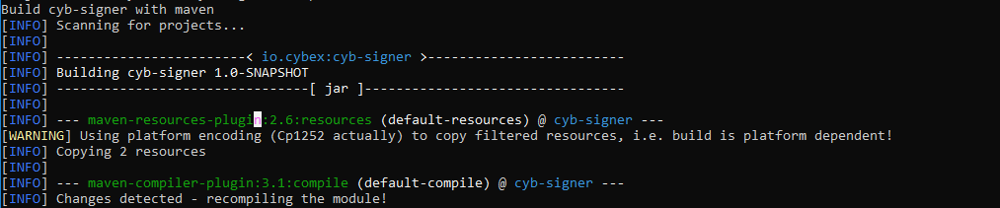 Build cyb-signer with maven
[INFO] Scanning for projects...
[INFO]
[INFO] ------------------------< io.cybex:cyb-signer >-------------------------
[INFO] Building cyb-signer 1.0-SNAPSHOT
[INFO] --------------------------------[ jar ]---------------------------------
[INFO]
[INFO] --- maven-resources-plugin:2.6:resources (default-resources) @ cyb-signer ---
[WARNING] Using platform encoding (Cp1252 actually) to copy filtered resources, i.e. build is platform dependent!
[INFO] Copying 2 resources
[INFO]
[INFO] --- maven-compiler-plugin:3.1:compile (default-compile) @ cyb-signer ---
[INFO] Changes detected - recompiling the module!